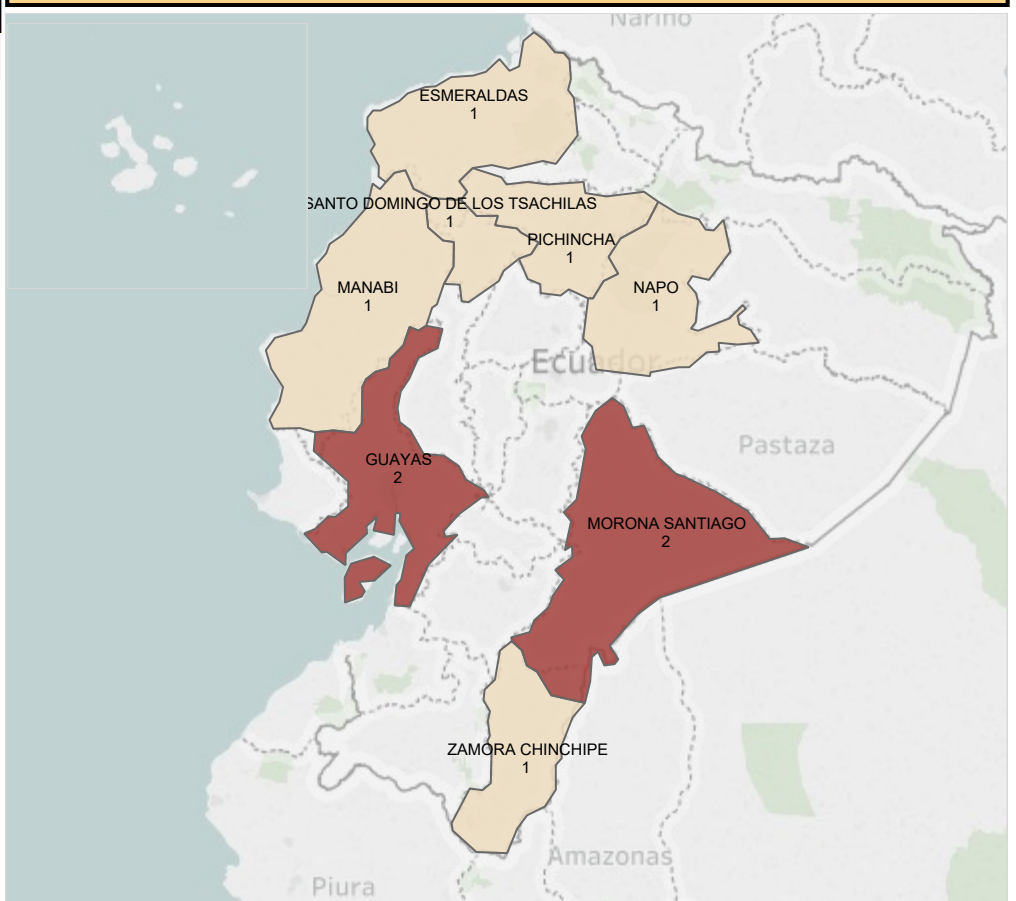 Nariño
ESMERALDAS
1
SANTO DOMINGO DE LOS TSACHILAS
1
PICHINCHA
1
MANABI
1
NAPO
1
Ecuador
Pastaza
GUAYAS
2
MORONA SANTIAGO
2
ZAMORA CHINCHIPE
1
Amazonas
Piura